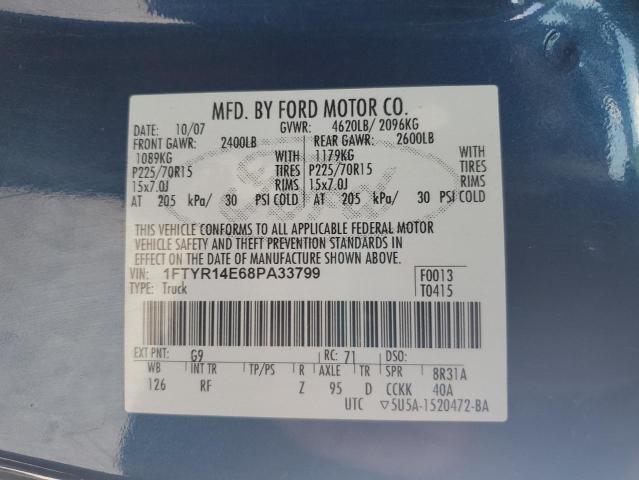 MFD. BY FORD MOTOR CO.
DATE: 10/07 GVWR: 4620LB/ 2096KG
FRONT GAWR: 2400LB REAR GAWR: 2600LB
1089KG WITH 1179KG WITH
P225/70R15 TIRES P225/70R15 TIRES
15x7.0J RIMS 15x7.0J RIMS
AT 205 kPa/ 30 PSI COLD AT 205 kPa/ 30 PSI COLD
THIS VEHICLE CONFORMS TO ALL APPLICABLE FEDERAL MOTOR
VEHICLE SAFETY AND THEFT PREVENTION STANDARDS IN
EFFECT ON THE DATE OF MANUFACTURE SHOWN ABOVE.
VIN: 1FTYR14E68PA33799 F0013
TYPE: Truck T0415
EXT PNT: G9 RC: 71 DSO:
WB INT TR TP/PS R AXLE TR SPR 8R31A
126 RF Z 95 D CCKK 40A
UTC ▽5U5A-1520472-BA